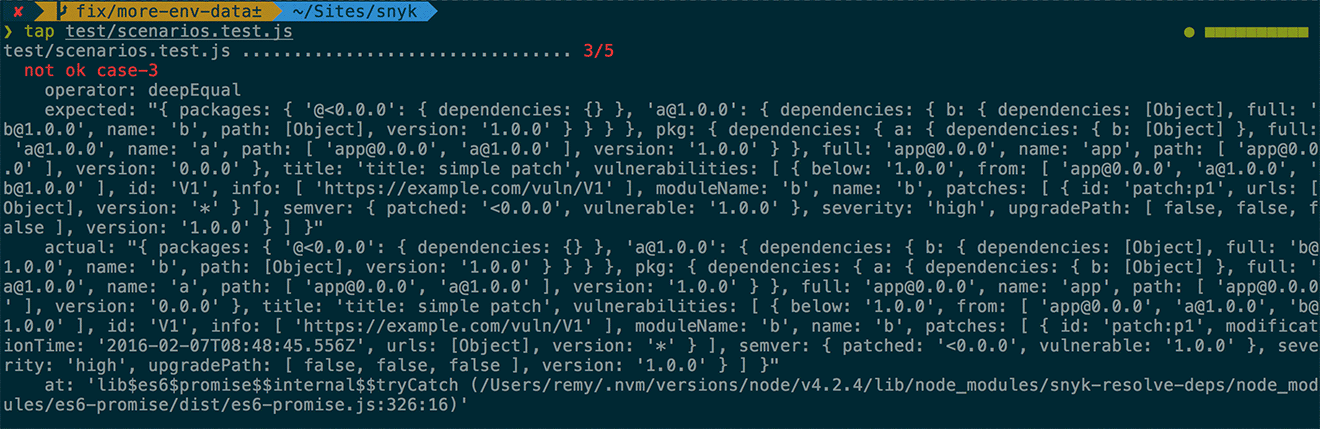 ✘ fix/more-env-data± ~/Sites/snyk
❯ tap test/scenarios.test.js
test/scenarios.test.js ............................... 3/5
not ok case-3
operator: deepEqual
expected: "{ packages: { '@<0.0.0': { dependencies: {} }, 'a@1.0.0': { dependencies: { b: { dependencies: [Object], full: '
b@1.0.0', name: 'b', path: [Object], version: '1.0.0' } } } }, pkg: { dependencies: { a: { dependencies: { b: [Object] }, full:
'a@1.0.0', name: 'a', path: [ 'app@0.0.0', 'a@1.0.0' ], version: '1.0.0' } }, full: 'app@0.0.0', name: 'app', path: [ 'app@0.0
.0' ], version: '0.0.0' }, title: 'title: simple patch', vulnerabilities: [ { below: '1.0.0', from: [ 'app@0.0.0', 'a@1.0.0', '
b@1.0.0' ], id: 'V1', info: [ 'https://example.com/vuln/V1' ], moduleName: 'b', name: 'b', patches: [ { id: 'patch:p1', urls: [
Object], version: '*' } ], semver: { patched: '<0.0.0', vulnerable: '1.0.0' }, severity: 'high', upgradePath: [ false, false, f
alse ], version: '1.0.0' } ] }"
actual: "{ packages: { '@<0.0.0': { dependencies: {} }, 'a@1.0.0': { dependencies: { b: { dependencies: [Object], full: 'b@
1.0.0', name: 'b', path: [Object], version: '1.0.0' } } } }, pkg: { dependencies: { a: { dependencies: { b: [Object] }, full: '
a@1.0.0', name: 'a', path: [ 'app@0.0.0', 'a@1.0.0' ], version: '1.0.0' } }, full: 'app@0.0.0', name: 'app', path: [ 'app@0.0.0
' ], version: '0.0.0' }, title: 'title: simple patch', vulnerabilities: [ { below: '1.0.0', from: [ 'app@0.0.0', 'a@1.0.0', 'b@
1.0.0' ], id: 'V1', info: [ 'https://example.com/vuln/V1' ], moduleName: 'b', name: 'b', patches: [ { id: 'patch:p1', modificat
ionTime: '2016-02-07T08:48:45.556Z', urls: [Object], version: '*' } ], semver: { patched: '<0.0.0', vulnerable: '1.0.0' }, seve
rity: 'high', upgradePath: [ false, false, false ], version: '1.0.0' } ] }"
at: 'lib$es6$promise$$internal$$tryCatch (/Users/remy/.nvm/versions/node/v4.2.4/lib/node_modules/snyk-resolve-deps/node_mod
ules/es6-promise/dist/es6-promise.js:326:16)'